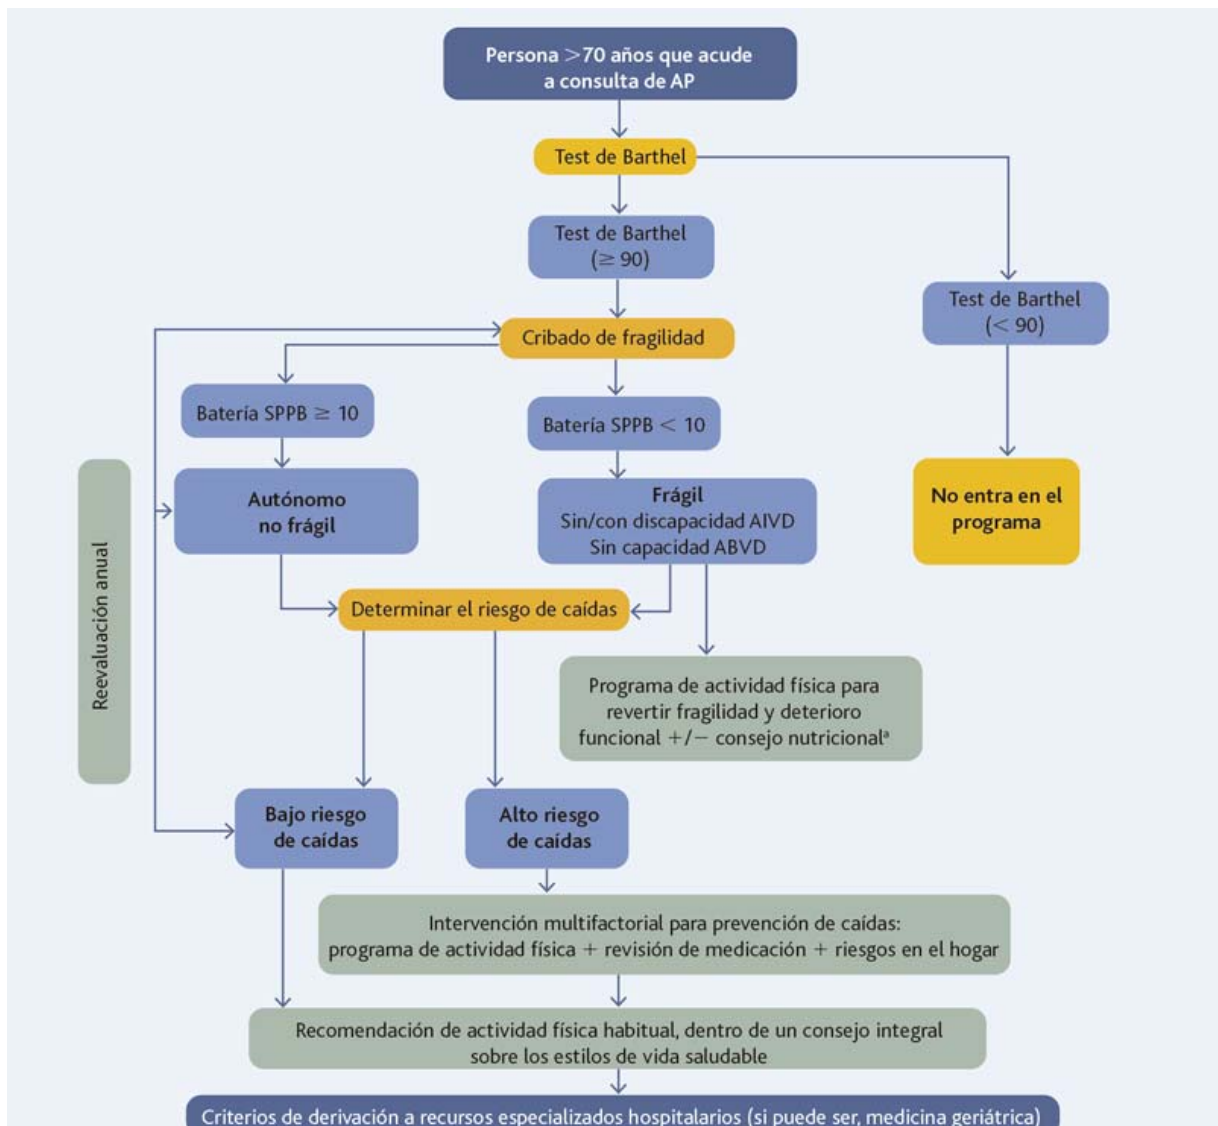 Persona >70 años que acude
a consulta de AP
Test de Barthel
Test de Barthel
(≥ 90)
Test de Barthel
(< 90)
Cribado de fragilidad
Batería SPPB ≥ 10
Batería SPPB < 10
Autónomo
no frágil
Frágil
Sin/con discapacidad AIVD
Sin capacidad ABVD
No entra en el
programa
Reevaluación anual
Determinar el riesgo de caídas
Programa de actividad física para
revertir fragilidad y deterioro
funcional +/− consejo nutricionalª
Bajo riesgo
de caídas
Alto riesgo
de caídas
Intervención multifactorial para prevención de caídas:
programa de actividad física + revisión de medicación + riesgos en el hogar
Recomendación de actividad física habitual, dentro de un consejo integral
sobre los estilos de vida saludable
Criterios de derivación a recursos especializados hospitalarios (si puede ser, medicina geriátrica)